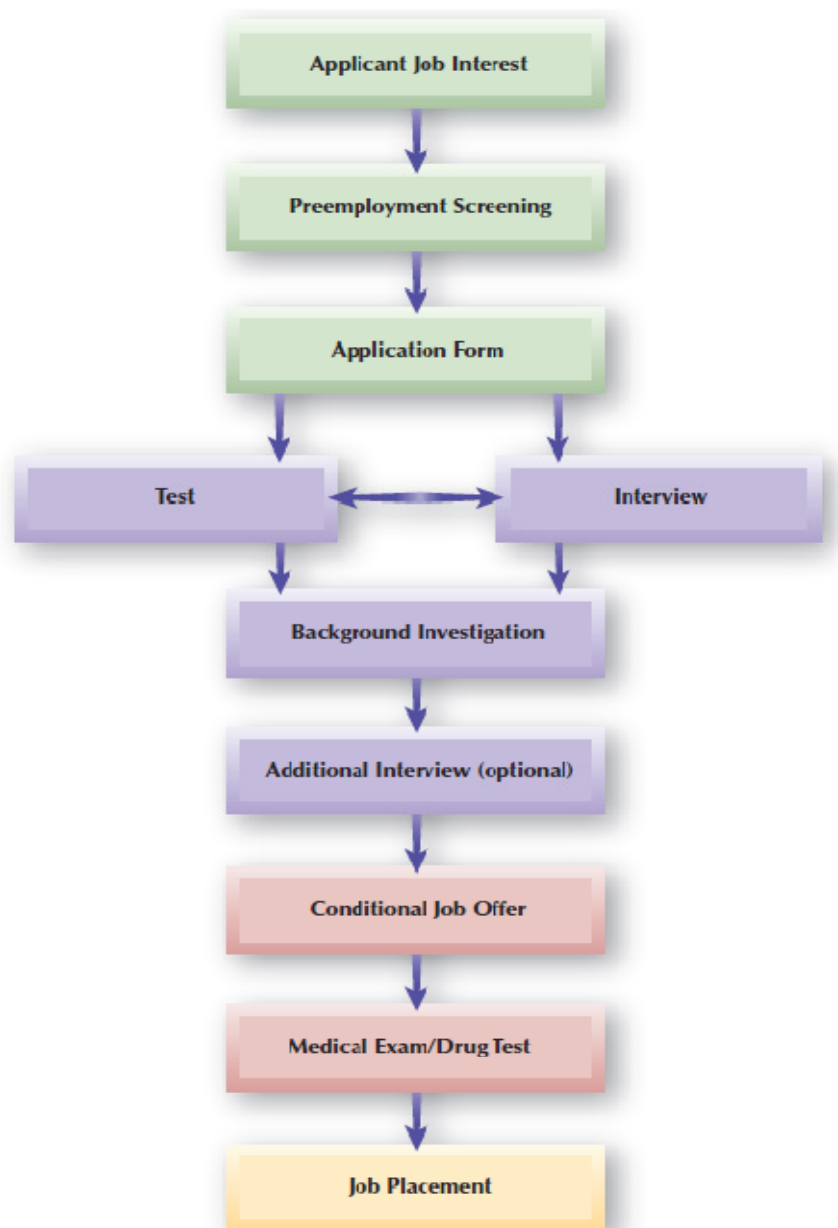 Applicant Job Interest
Preemployment Screening
Application Form
Test
Interview
Background Investigation
Additional Interview (optional)
Conditional Job Offer
Medical Exam/Drug Test
Job Placement